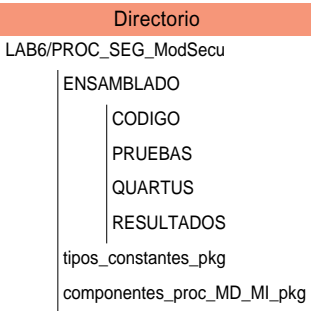 Directorio
LAB6/PROC_SEG_ModSecu
ENSAMBLADO
CODIGO
PRUEBAS
QUARTUS
RESULTADOS
tipos_constantes_pkg
componentes_proc_MD_MI_pkg